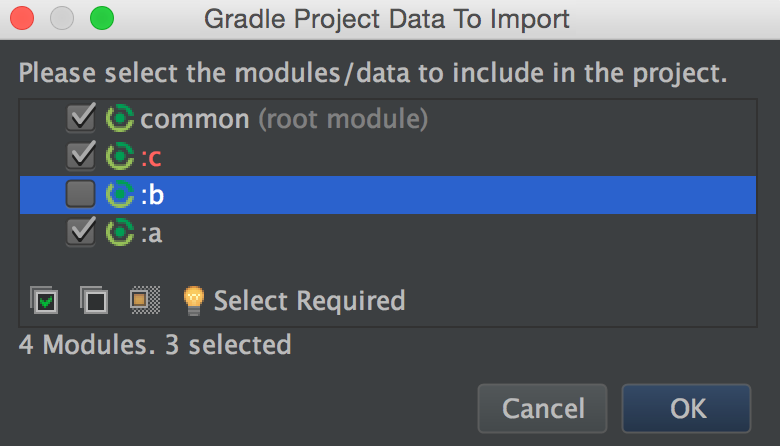 Gradle Project Data To Import
Please select the modules/data to include in the project.
common (root module)
:c
:b
:a
Select Required
4 Modules. 3 selected
Cancel OK